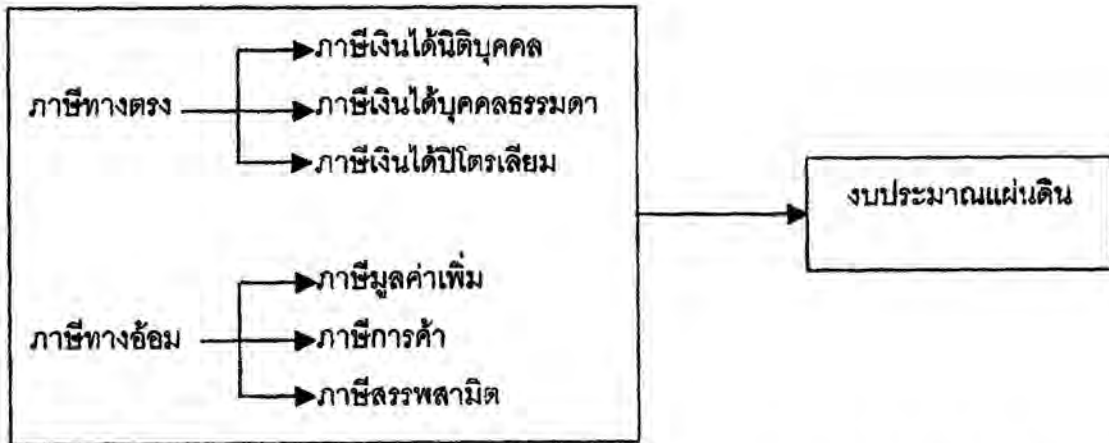 ภาษีเงินได้นิติบุคคล
ภาษีทางตรง
ภาษีเงินได้บุคคลธรรมดา
ภาษีเงินได้ปิโตรเลียม
งบประมาณแผ่นดิน
ภาษีมูลค่าเพิ่ม
ภาษีทางอ้อม
ภาษีการค้า
ภาษีสรรพสามิต